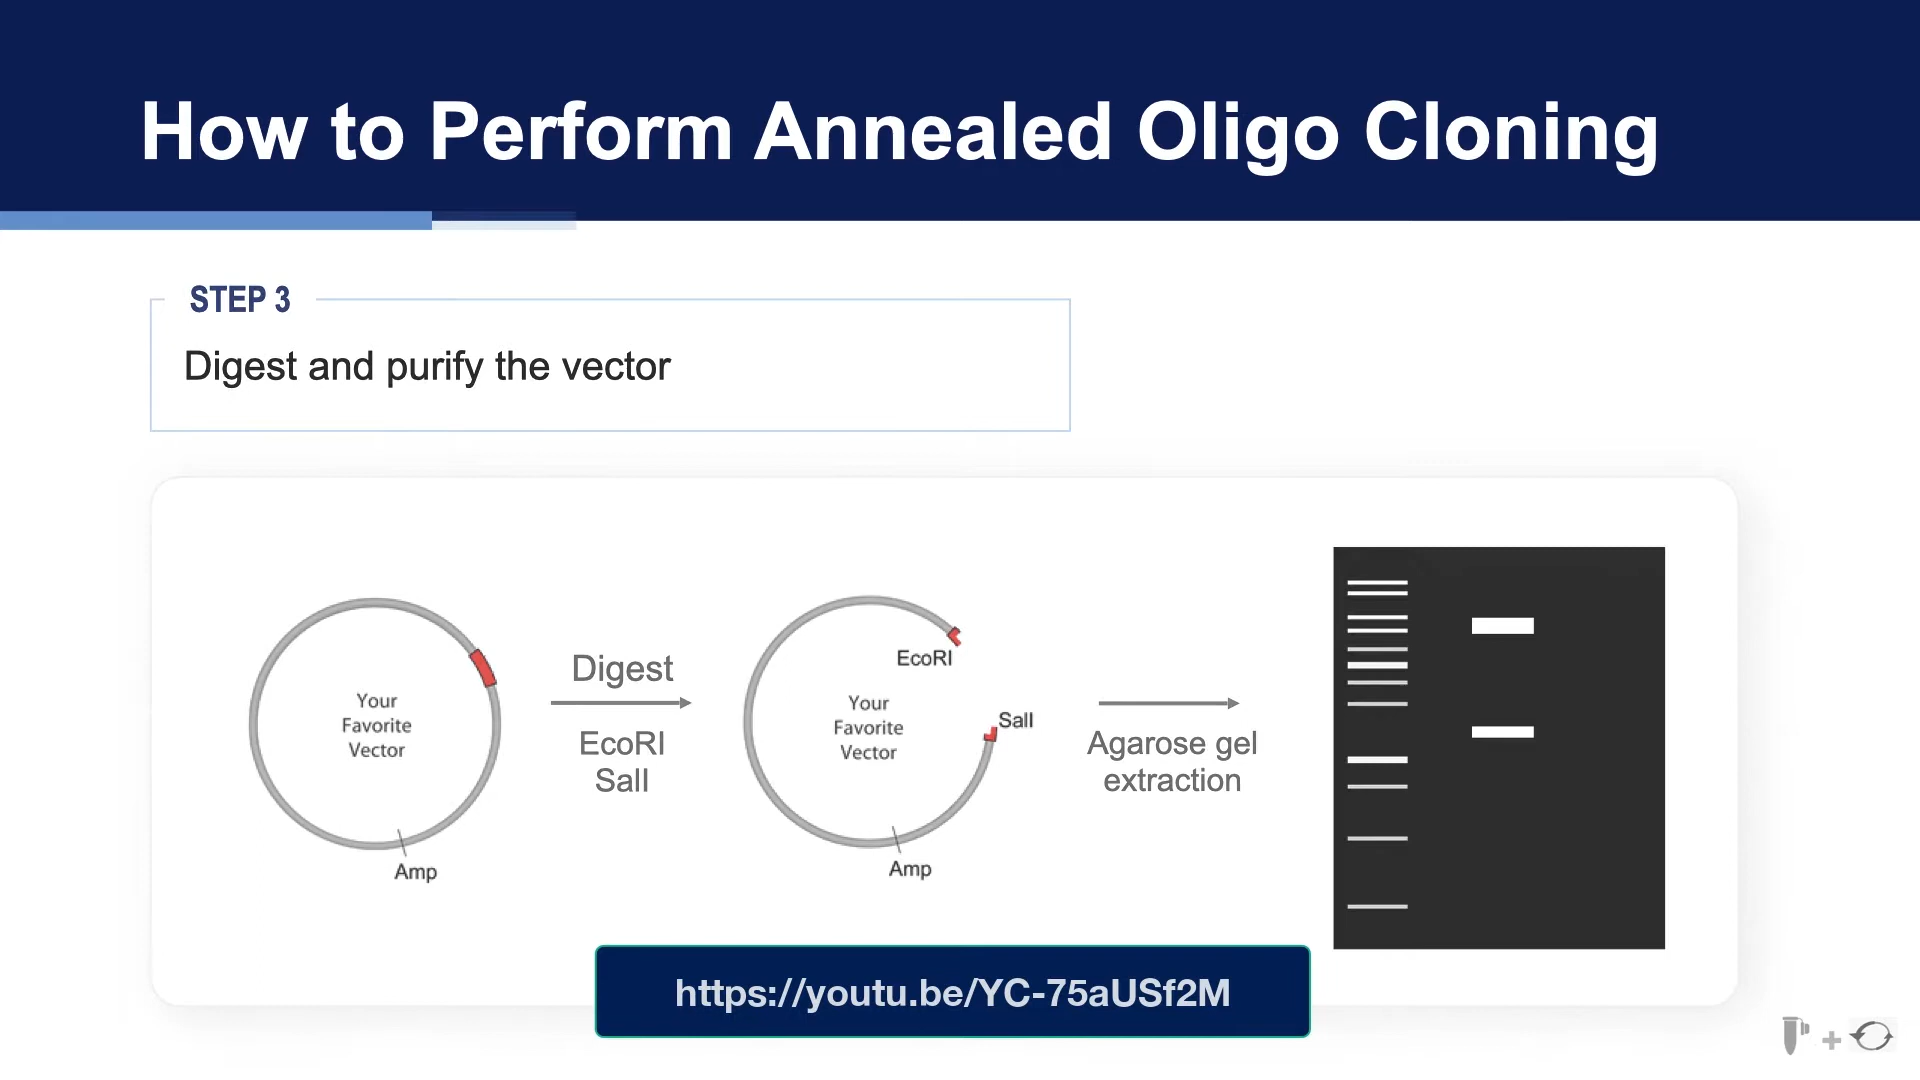 How to Perform Annealed Oligo Cloning
STEP 3
Digest and purify the vector
Your
Favorite
Vector
Amp
Digest
EcoRI
SalI
EcoRI
SalI
Your
Favorite
Vector
Amp
Agarose gel
extraction
https://youtu.be/YC-75aUSf2M